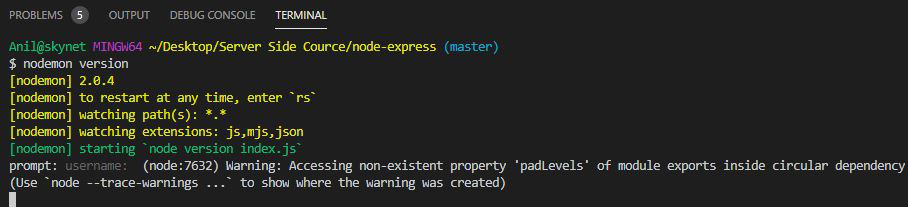 PROBLEMS 5 OUTPUT DEBUG CONSOLE TERMINAL
Anil@skynet MINGW64 ~/Desktop/Server Side Cource/node-express (master)
$ nodemon version
[nodemon] 2.0.4
[nodemon] to restart at any time, enter `rs`
[nodemon] watching path(s): *.*
[nodemon] watching extensions: js,mjs,json
[nodemon] starting `node version index.js`
prompt: username:  (node:7632) Warning: Accessing non-existent property 'padLevels' of module exports inside circular dependency
(Use `node --trace-warnings ...` to show where the warning was created)